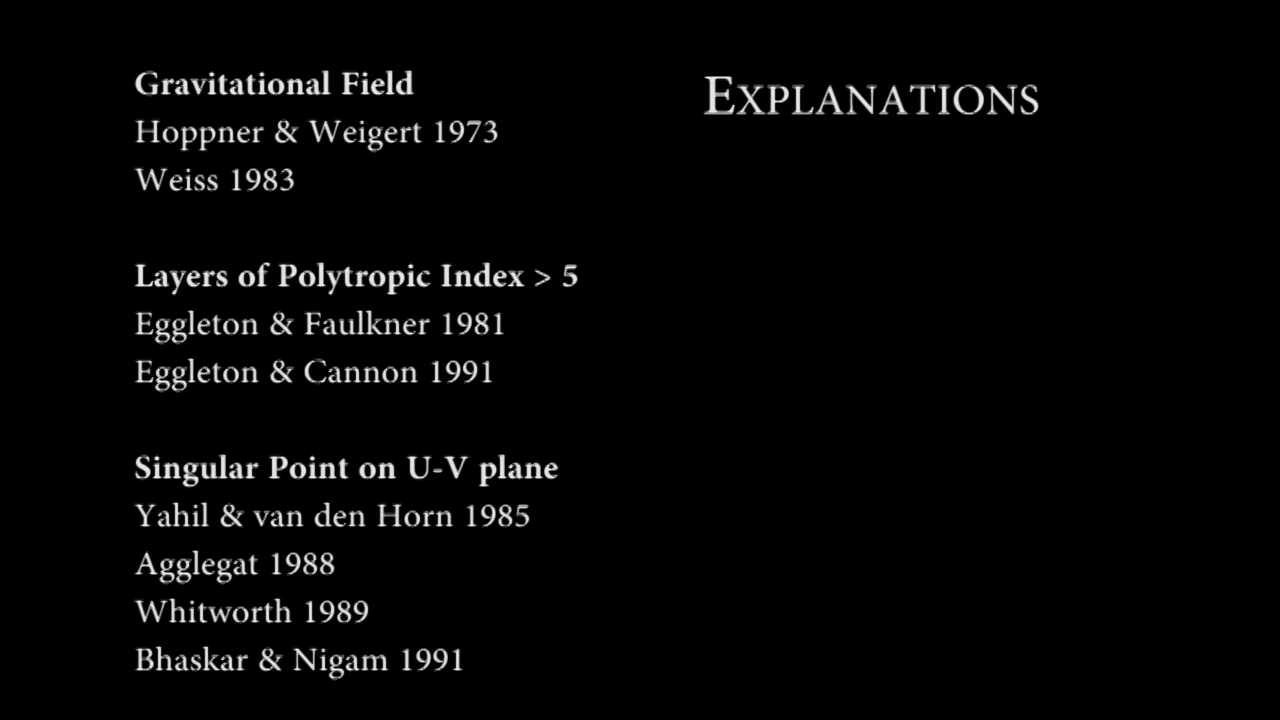 EXPLANATIONS
Gravitational Field
Hoppner & Weigert 1973
Weiss 1983
Layers of Polytropic Index > 5
Eggleton & Faulkner 1981
Eggleton & Cannon 1991
Singular Point on U-V plane
Yahil & van den Horn 1985
Agglegat 1988
Whitworth 1989
Bhaskar & Nigam 1991